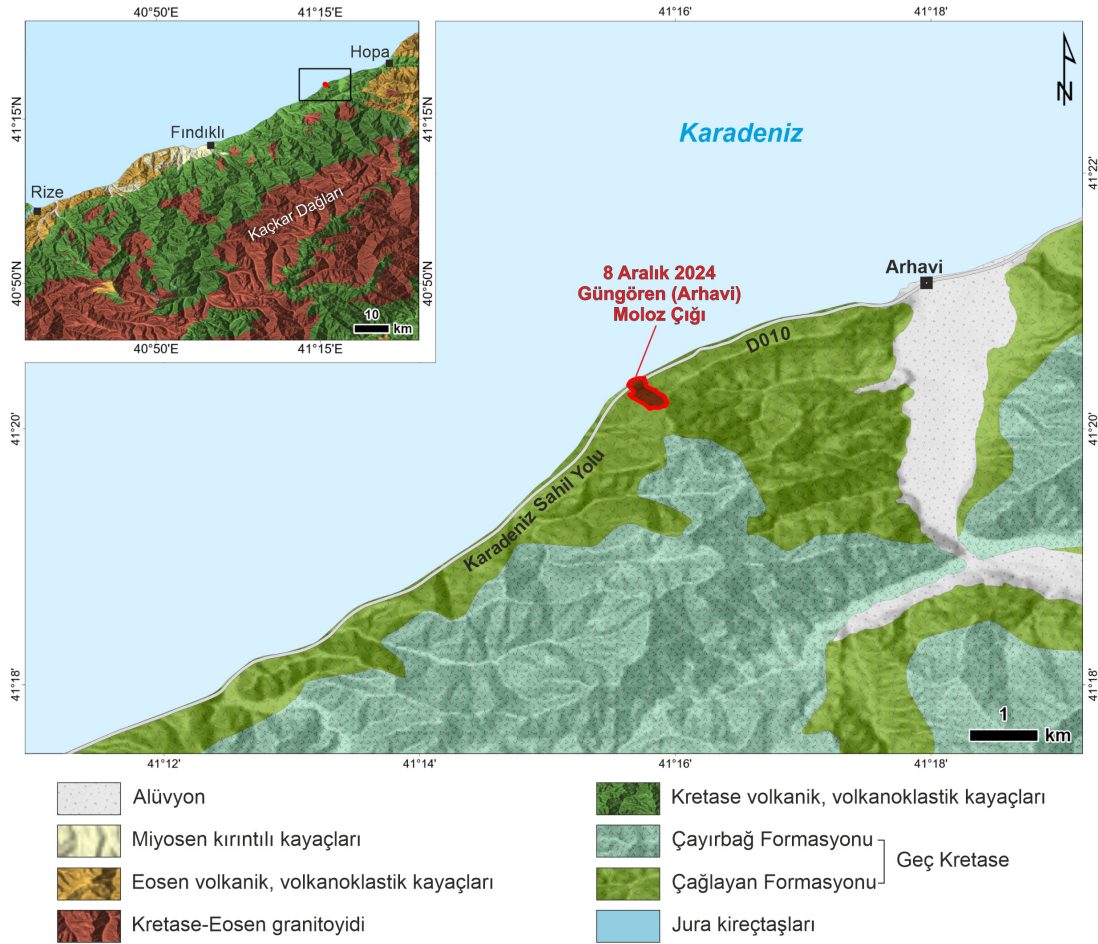 40°50'E
41°15'E
41°16'
41°18'
Hopa
N
41°15'N
41°15'N
Karadeniz
Fındıklı
41°22'
41°22'
Rize
Kaçkar Dağları
Arhavi
8 Aralık 2024
Güngören (Arhavi)
Moloz Çığı
40°50'N
40°50'N
10
km
D010
40°50'E
41°15'E
41°20'
41°20'
Karadeniz Sahil Yolu
41°18'
41°18'
1
km
41°12'
41°14'
41°16'
41°18'
Alüvyon
Miyosen kırıntılı kayaçları
Eosen volkanik, volkanoklastik kayaçları
Kretase-Eosen granitoyidi
Kretase volkanik, volkanoklastik kayaçları
Çayırbağ Formasyonu
Geç Kretase
Çağlayan Formasyonu
Jura kireçtaşları